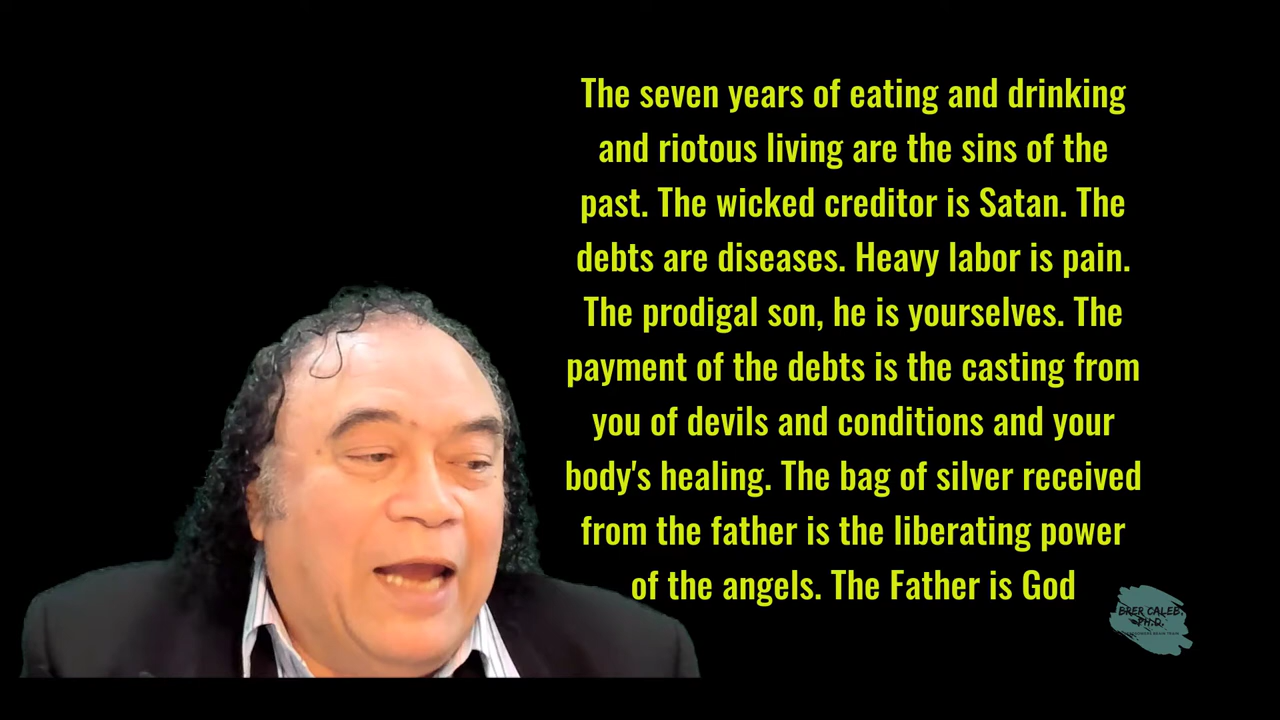 The seven years of eating and drinking
and riotous living are the sins of the
past. The wicked creditor is Satan. The
debts are diseases. Heavy labor is pain.
The prodigal son, he is yourselves. The
payment of the debts is the casting from
you of devils and conditions and your
body's healing. The bag of silver received
from the father is the liberating power
of the angels. The Father is God
BRER CALEB,
PH.D.